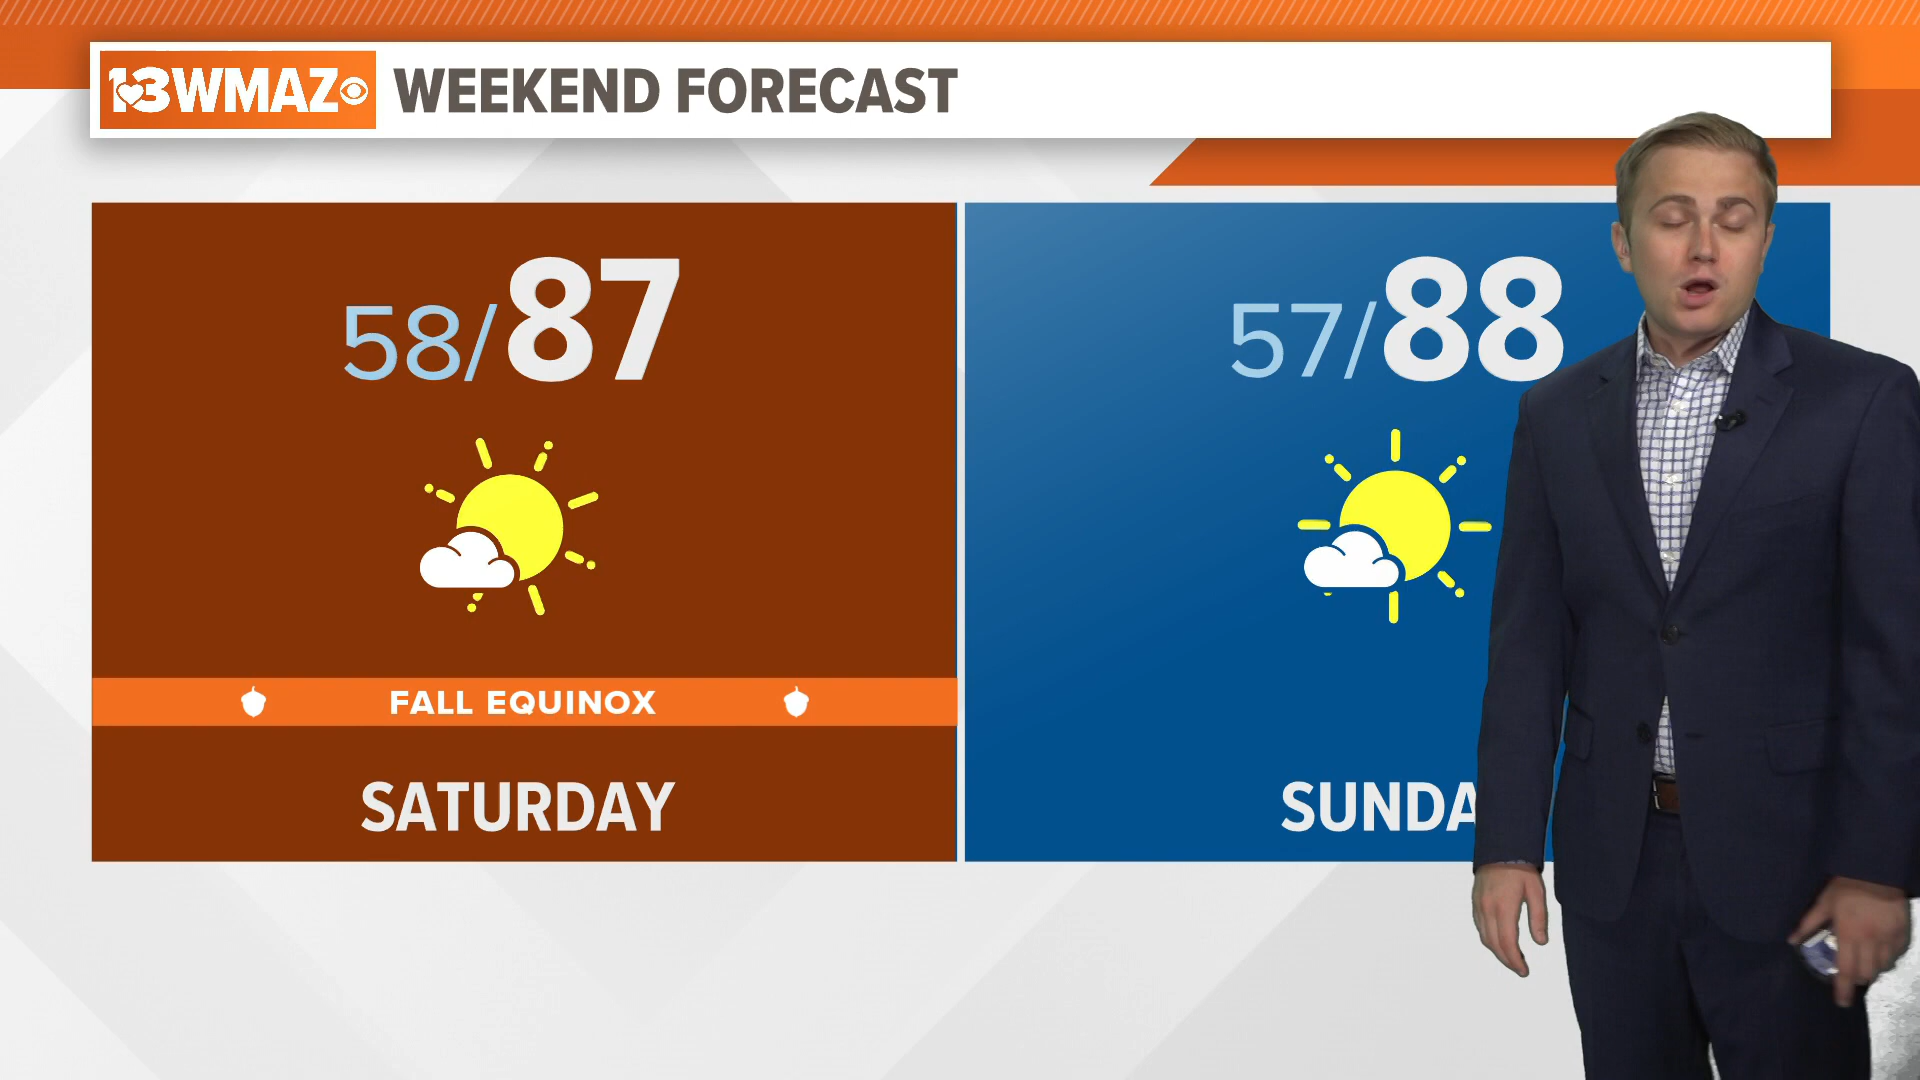 13WMAZ WEEKEND FORECAST
58/87
FALL EQUINOX
SATURDAY
57/88
SUNDA